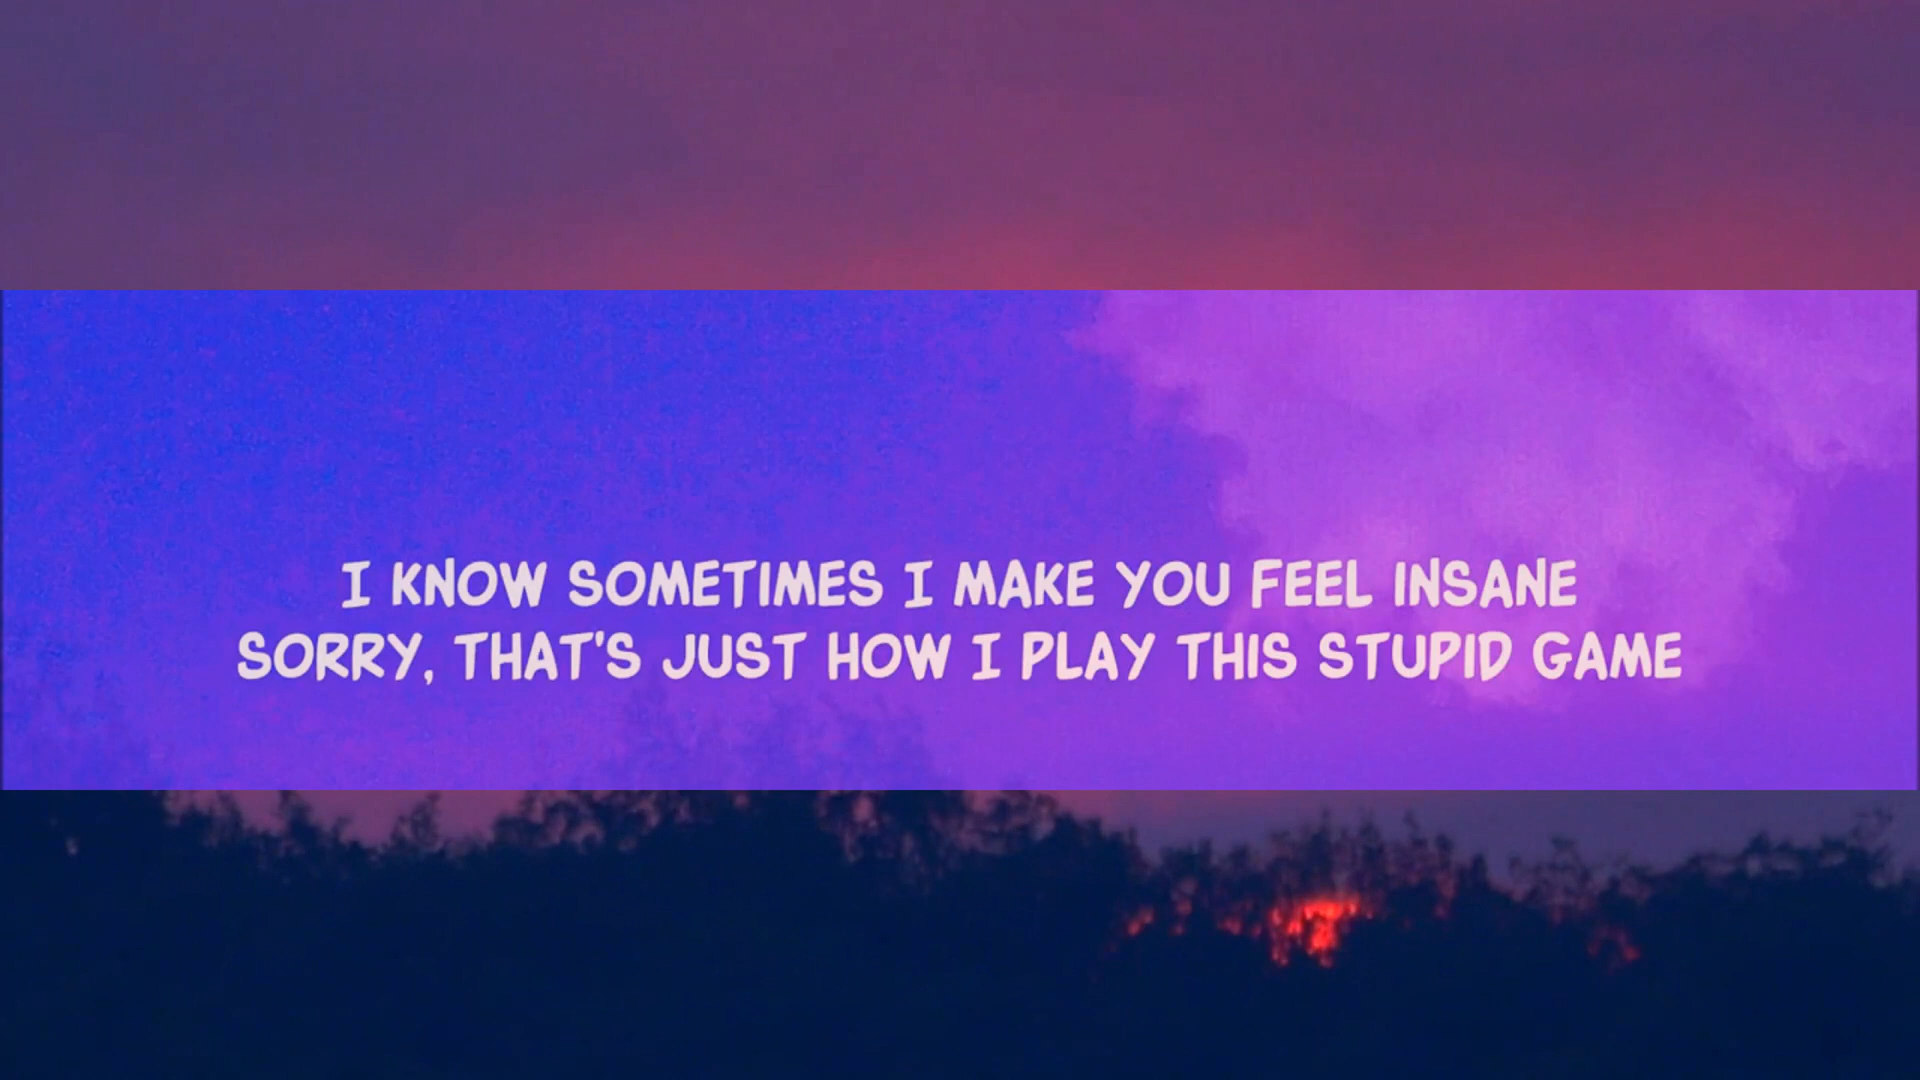 I KNOW SOMETIMES I MAKE YOU FEEL INSANE
SORRY, THAT'S JUST HOW I PLAY THIS STUPID GAME